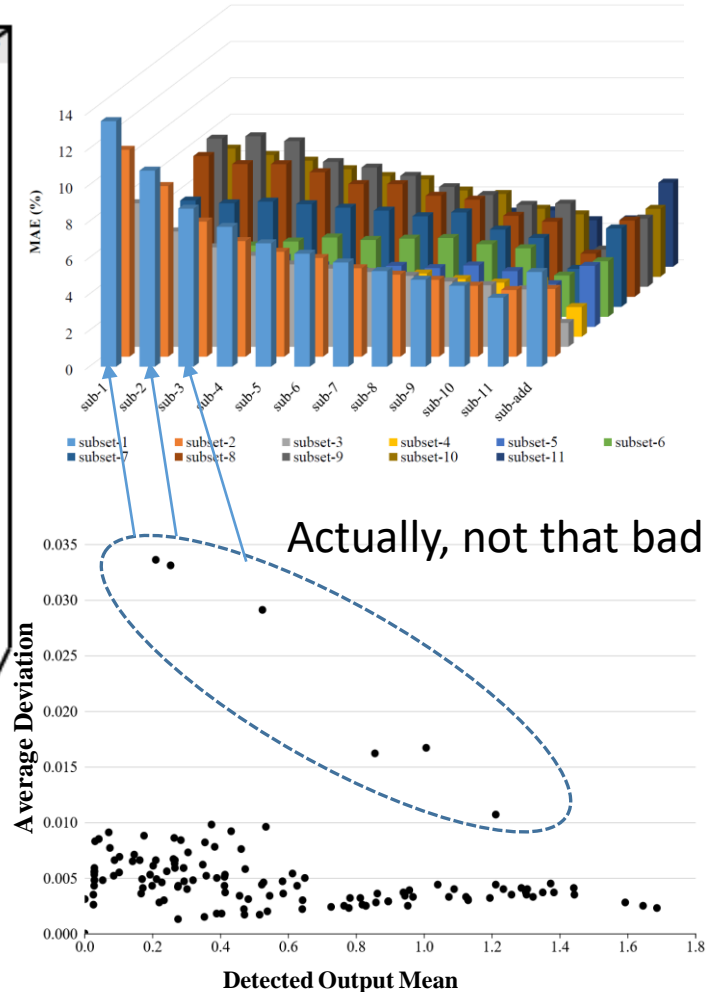 14
12
10
8
6
4
2
0
MAE (%)
sub-1
sub-2
sub-3
sub-4
sub-5
sub-6
sub-7
sub-8
sub-9
sub-10
sub-11
sub-add
subset-1 subset-2 subset-3 subset-4 subset-5 subset-6
subset-7 subset-8 subset-9 subset-10 subset-11
Actually, not that bad
0.035
0.030
0.025
0.020
0.015
0.010
0.005
0.000
Average Deviation
0.0 0.2 0.4 0.6 0.8 1.0 1.2 1.4 1.6 1.8
Detected Output Mean